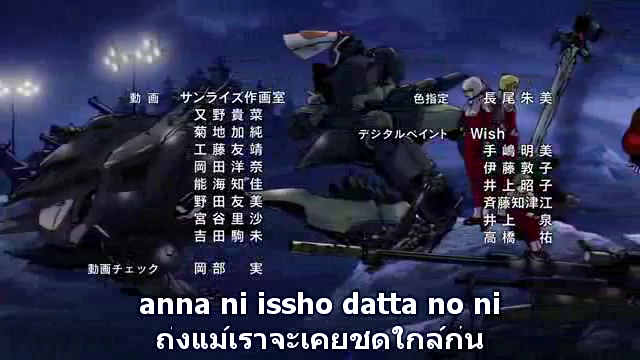 動画 サンライズ作画室
又野貴菜
菊地加純
工藤友靖
岡田洋奈
能海知佳
野田友美
宮谷里沙
吉田駒未
動画チェック 岡部 実
色指定 長尾朱美
デジタルペイント Wish
手嶋明美
伊藤敦子
井上昭子
斉藤知津江
井上 泉
高橋 祐
anna ni issho datta no ni
ถึงแม้เราจะเคยชิดใกล้กัน